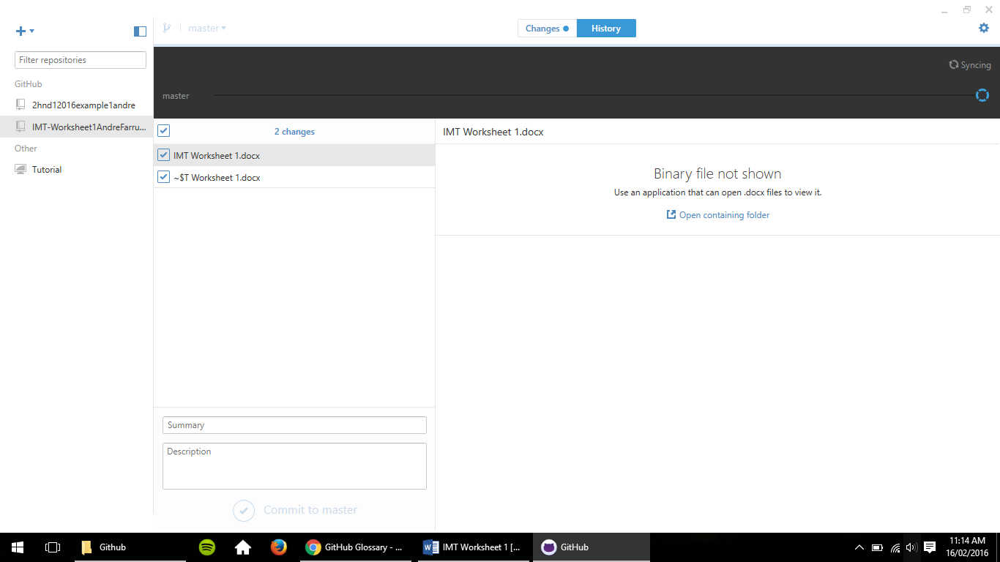 master
Changes
History
Filter repositories
GitHub
2hnd12016example1andre
IMT-Worksheet1AndreFarru...
Other
Tutorial
Syncing
master
2 changes
IMT Worksheet 1.docx
~$T Worksheet 1.docx
Summary
Description
Commit to master
IMT Worksheet 1.docx
Binary file not shown
Use an application that can open .docx files to view it.
Open containing folder
Github
GitHub Glossary - ...
IMT Worksheet 1 [...
GitHub
11:14 AM
16/02/2016